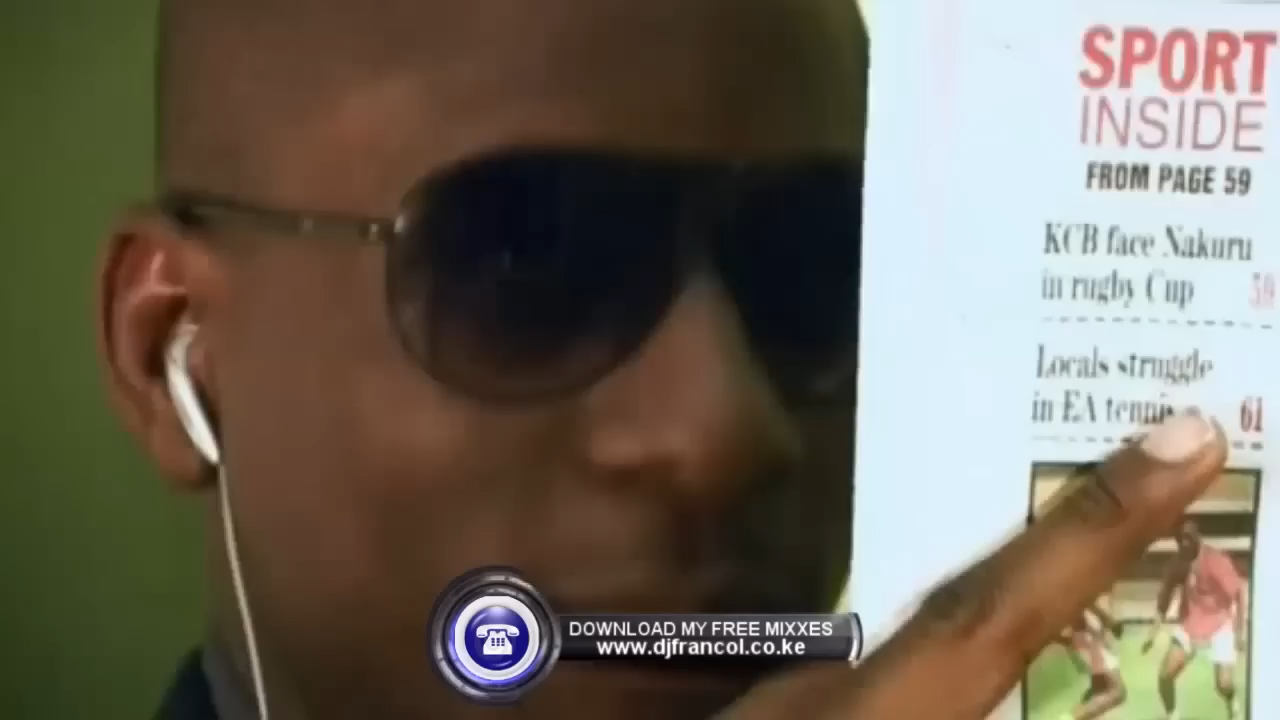 SPORT
INSIDE
FROM PAGE 59
KCB face Nakuru
in rugby Cup 59
Locals struggle
in EA tennis 61
DOWNLOAD MY FREE MIXXES
www.djfrancol.co.ke